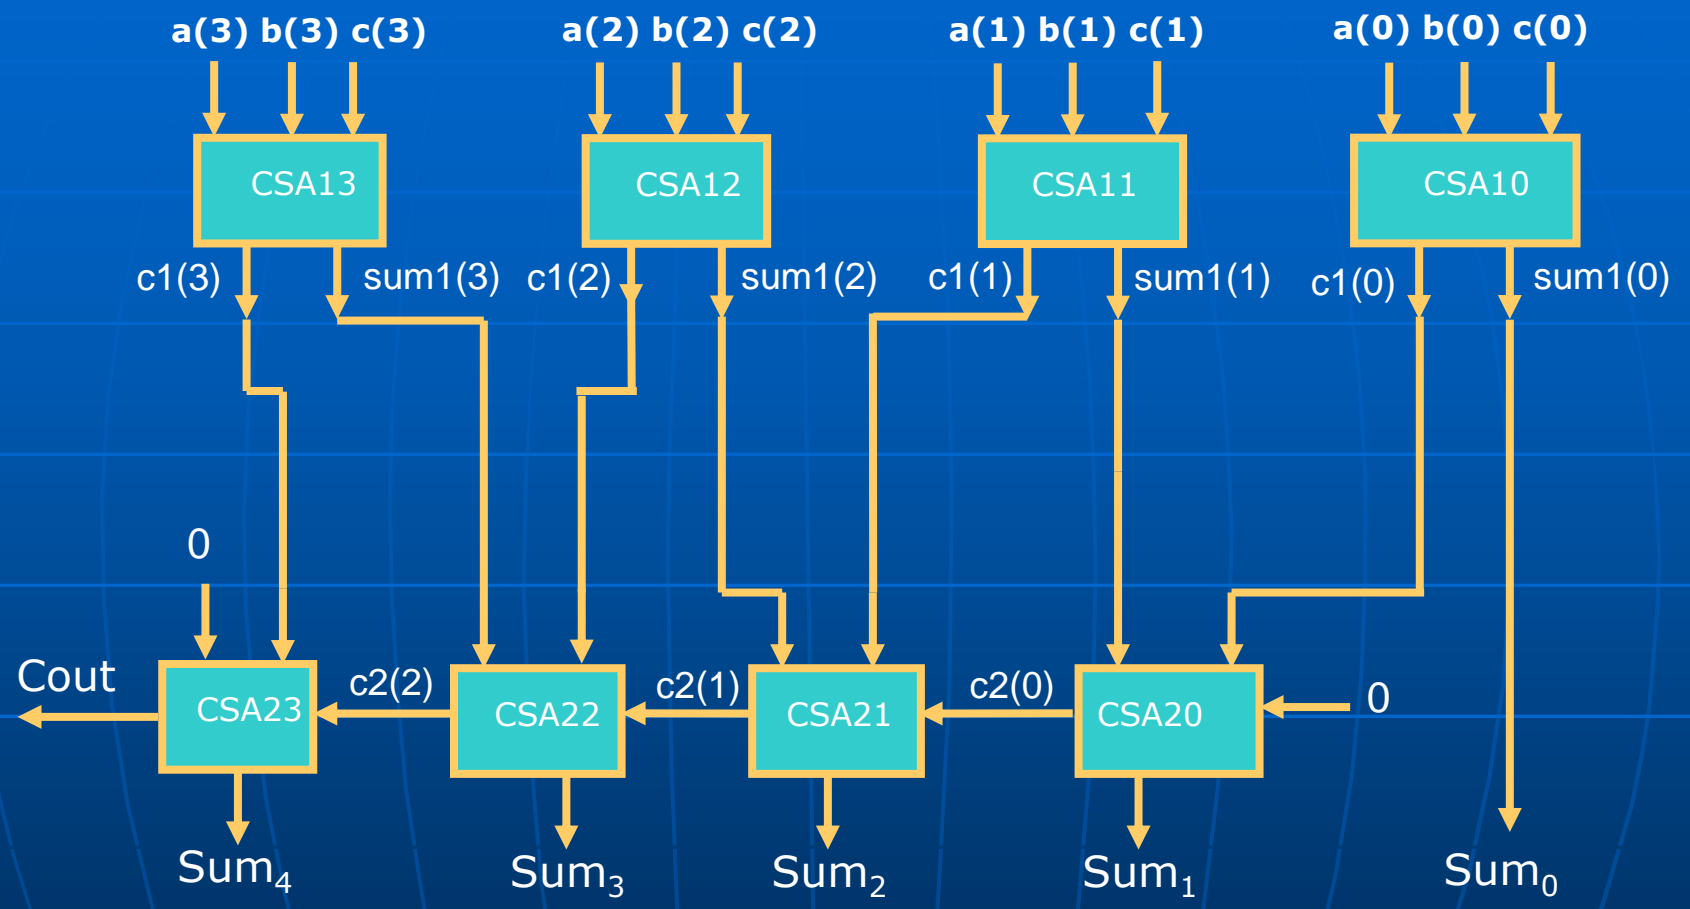 a(3) b(3) c(3) a(2) b(2) c(2) a(1) b(1) c(1) a(0) b(0) c(0)
CSA13 CSA12 CSA11 CSA10
c1(3) sum1(3) c1(2) sum1(2) c1(1) sum1(1) c1(0) sum1(0)
0
Cout CSA23 c2(2) CSA22 c2(1) CSA21 c2(0) CSA20 0
Sum₄ Sum₃ Sum₂ Sum₁ Sum₀